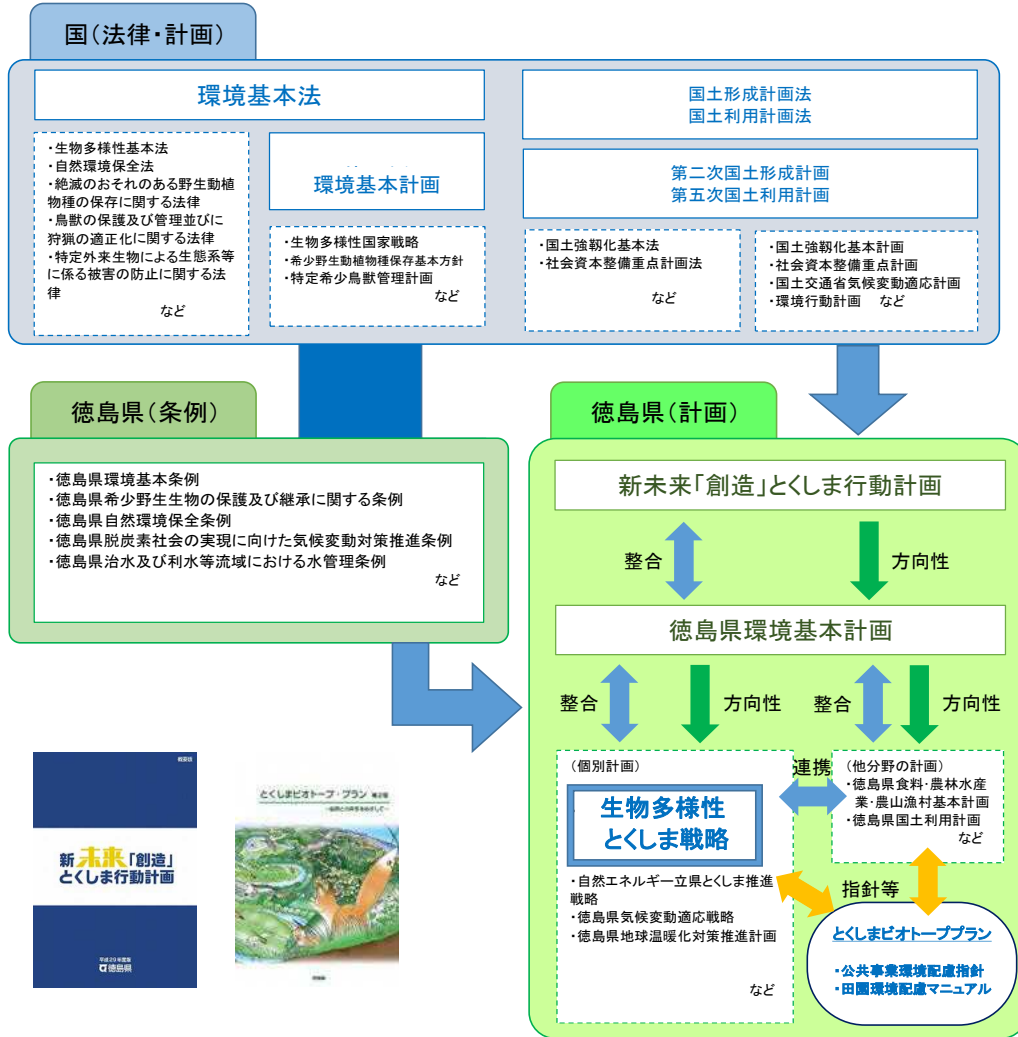 国(法律・計画)
環境基本法
・生物多様性基本法
・自然環境保全法
・絶滅のおそれのある野生動植
物種の保存に関する法律
・鳥獣の保護及び管理並びに
狩猟の適正化に関する法律
・特定外来生物による生態系等
に係る被害の防止に関する法
律
など
環境基本計画
・生物多様性国家戦略
・希少野生動植物種保存基本方針
・特定希少鳥獣管理計画
など
国土形成計画法
国土利用計画法
第二次国土形成計画
第五次国土利用計画
・国土強靱化基本法
・社会資本整備重点計画法
など
・国土強靱化基本計画
・社会資本整備重点計画
・国土交通省気候変動適応計画
・環境行動計画 など
徳島県(条例)
・徳島県環境基本条例
・徳島県希少野生生物の保護及び継承に関する条例
・徳島県自然環境保全条例
・徳島県脱炭素社会の実現に向けた気候変動対策推進条例
・徳島県治水及び利水等流域における水管理条例
など
徳島県(計画)
新未来「創造」とくしま行動計画
整合
方向性
徳島県環境基本計画
整合
方向性
整合
方向性
(個別計画)
生物多様性
とくしま戦略
・自然エネルギー立県とくしま推進
戦略
・徳島県気候変動適応戦略
・徳島県地球温暖化対策推進計画
など
連携
(他分野の計画)
・徳島県食料・農林水産
業・農山漁村基本計画
・徳島県国土利用計画
など
指針等
とくしまビオトーププラン
・公共事業環境配慮指針
・田園環境配慮マニュアル
概要版
新未来「創造」
とくしま行動計画
平成29年度版
徳島県
とくしまビオトープ・プラン 第2版
徳島県